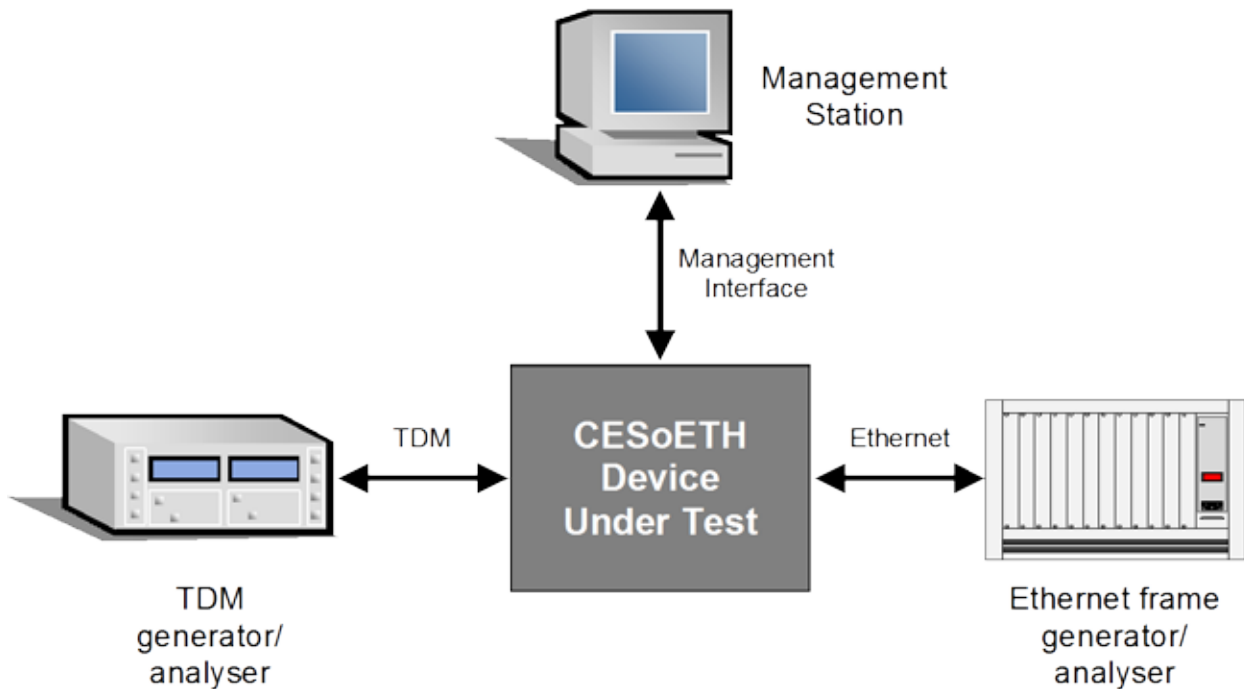 Management
Station
Management
Interface
TDM
CESoETH
Device
Under Test
Ethernet
TDM
generator/
analyser
Ethernet frame
generator/
analyser